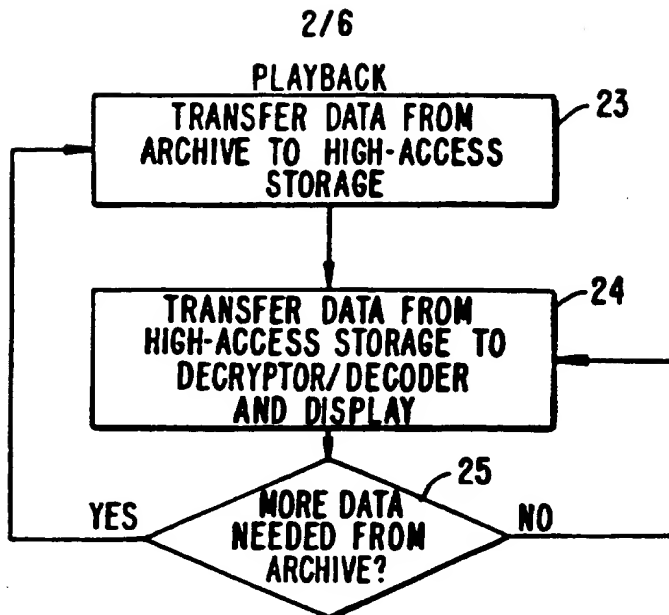 2/6
PLAYBACK
23
TRANSFER DATA FROM
ARCHIVE TO HIGH-ACCESS
STORAGE
24
TRANSFER DATA FROM
HIGH-ACCESS STORAGE TO
DECRYPTOR/DECODER
AND DISPLAY
25
YES
MORE DATA
NEEDED FROM
ARCHIVE?
NO